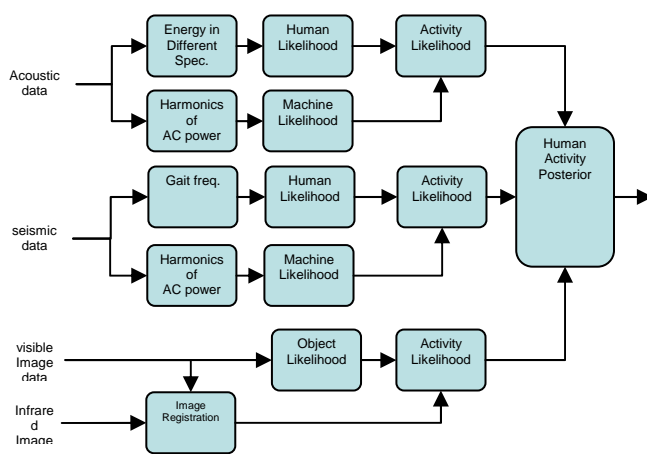 Acoustic
data
Energy in
Different
Spec.
Human
Likelihood
Activity
Likelihood
Harmonics
of
AC power
Machine
Likelihood
Human
Activity
Posterior
seismic
data
Gait freq.
Human
Likelihood
Activity
Likelihood
Harmonics
of
AC power
Machine
Likelihood
visible
Image
data
Object
Likelihood
Activity
Likelihood
Image
Registration
Infrare
d
Image